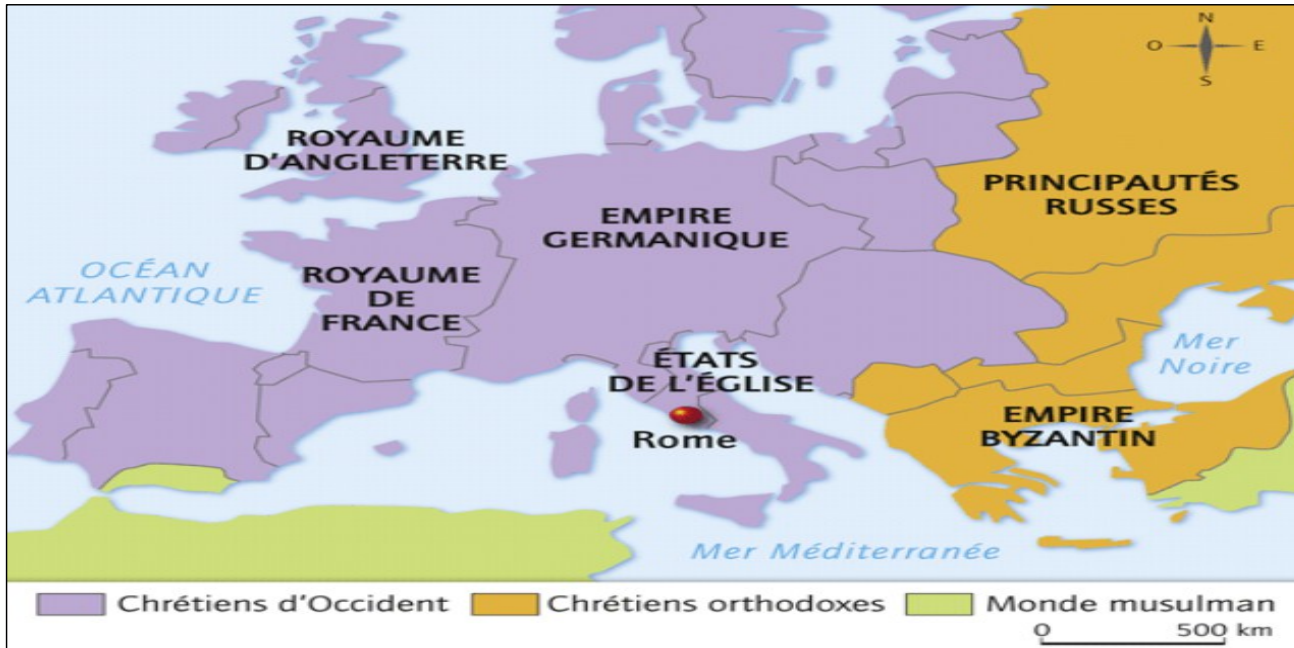 N
O E
S
ROYAUME
D'ANGLETERRE
PRINCIPAUTÉS
RUSSES
EMPIRE
GERMANIQUE
OCÉAN
ATLANTIQUE
ROYAUME
DE
FRANCE
Mer
Noire
ÉTATS
DE L'ÉGLISE
Rome
EMPIRE
BYZANTIN
Mer Méditerranée
Chrétiens d'Occident Chrétiens orthodoxes Monde musulman
0 500 km